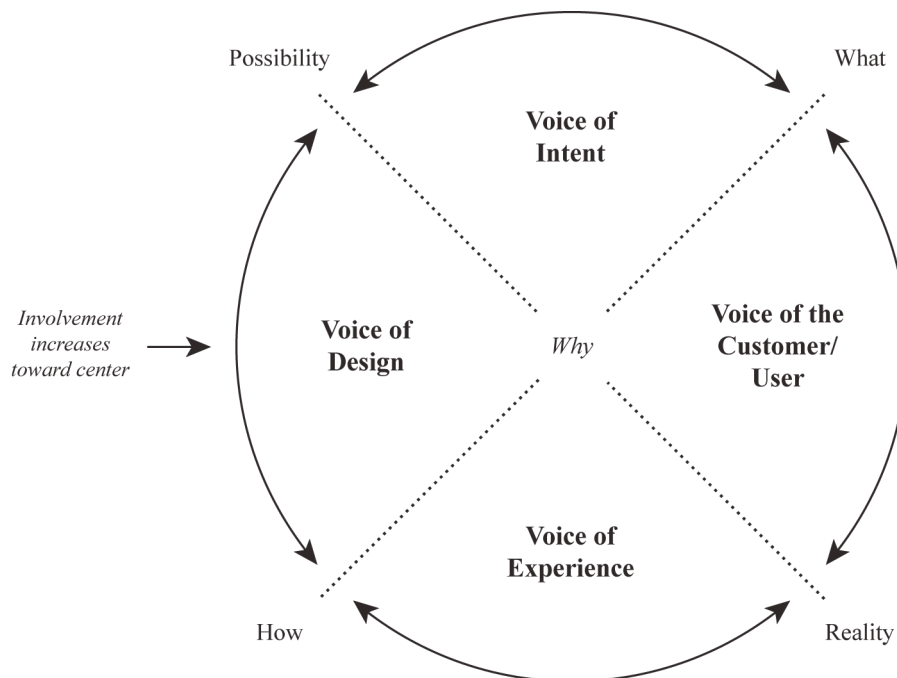 Possibility
What
Voice of
Intent
Involvement
increases
toward center
Voice of
Design
Why
Voice of the
Customer/
User
Voice of
Experience
How
Reality